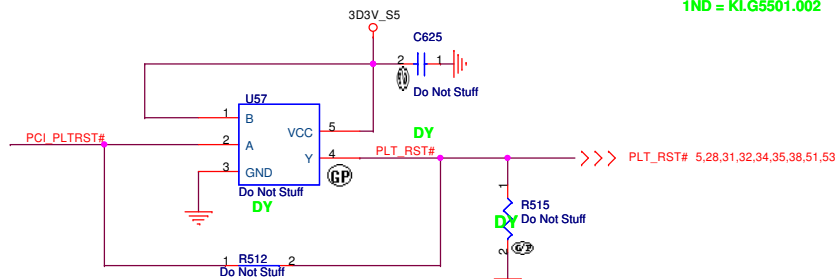 1ND = KI.G5501.002
3D3V_S5
C625
2 1
Do Not Stuff
U57
1 B
VCC 5
DY
PCI_PLTRST#
2 A
Y 4
PLT_RST#
PLT_RST# 5,28,31,32,34,35,38,51,53
3 GND
GP
Do Not Stuff
DY
1
R515
DY
Do Not Stuff
2
1 R512 2
Do Not Stuff